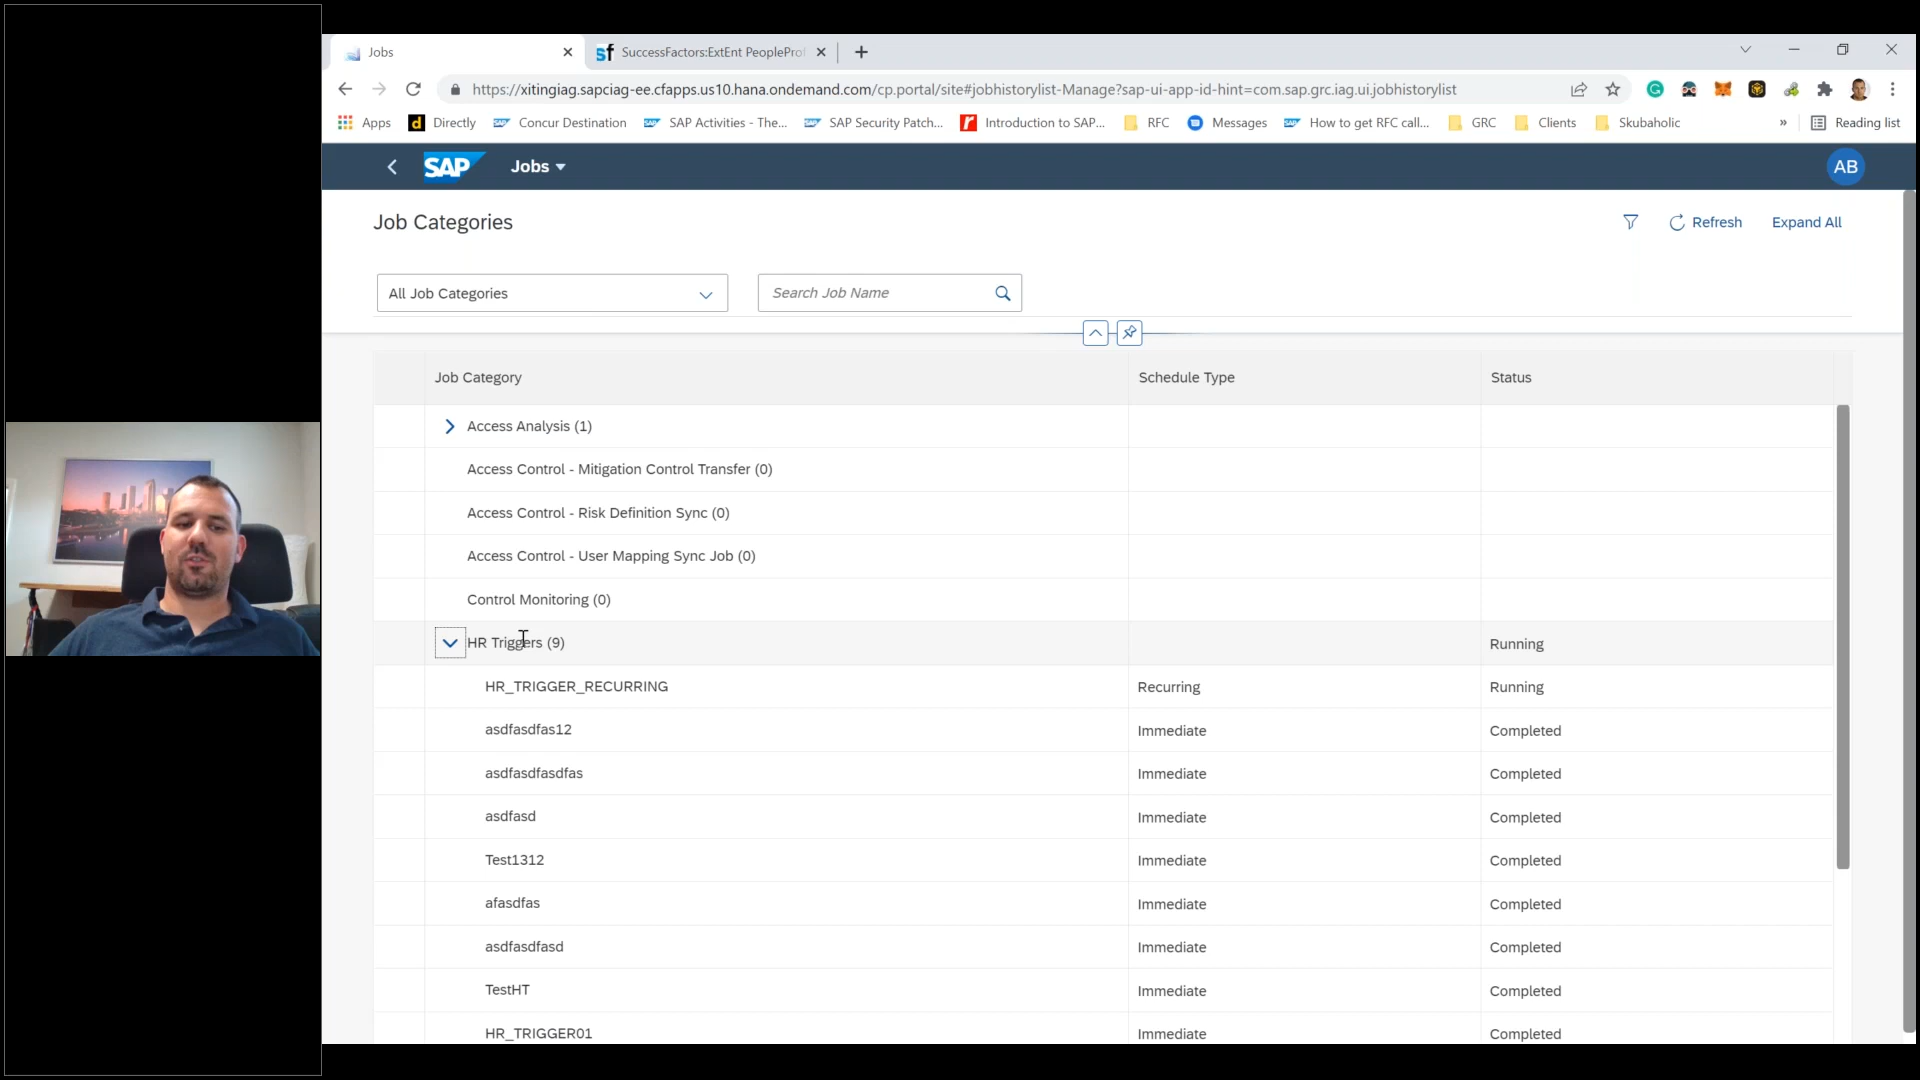 Jobs
sf SuccessFactors:ExtEnt PeopleProf
https://xitingiag.sapciag-ee.cfapps.us10.hana.ondemand.com/cp.portal/site#jobhistorylist-Manage?sap-ui-app-id-hint=com.sap.grc.iag.ui.jobhistorylist
Apps d Directly SAP Concur Destination SAP SAP Activities - The... SAP SAP Security Patch... r Introduction to SAP... RFC Messages SAP How to get RFC call... GRC Clients Skubaholic » Reading list
SAP Jobs AB
Job Categories Refresh Expand All
All Job Categories Search Job Name
Job Category Schedule Type Status
Access Analysis (1)
Access Control - Mitigation Control Transfer (0)
Access Control - Risk Definition Sync (0)
Access Control - User Mapping Sync Job (0)
Control Monitoring (0)
HR Triggers (9) Running
HR_TRIGGER_RECURRING Recurring Running
asdfasdfas12 Immediate Completed
asdfasdfasdfas Immediate Completed
asdfasd Immediate Completed
Test1312 Immediate Completed
afasdfas Immediate Completed
asdfasdfasd Immediate Completed
TestHT Immediate Completed
HR_TRIGGER01 Immediate Completed